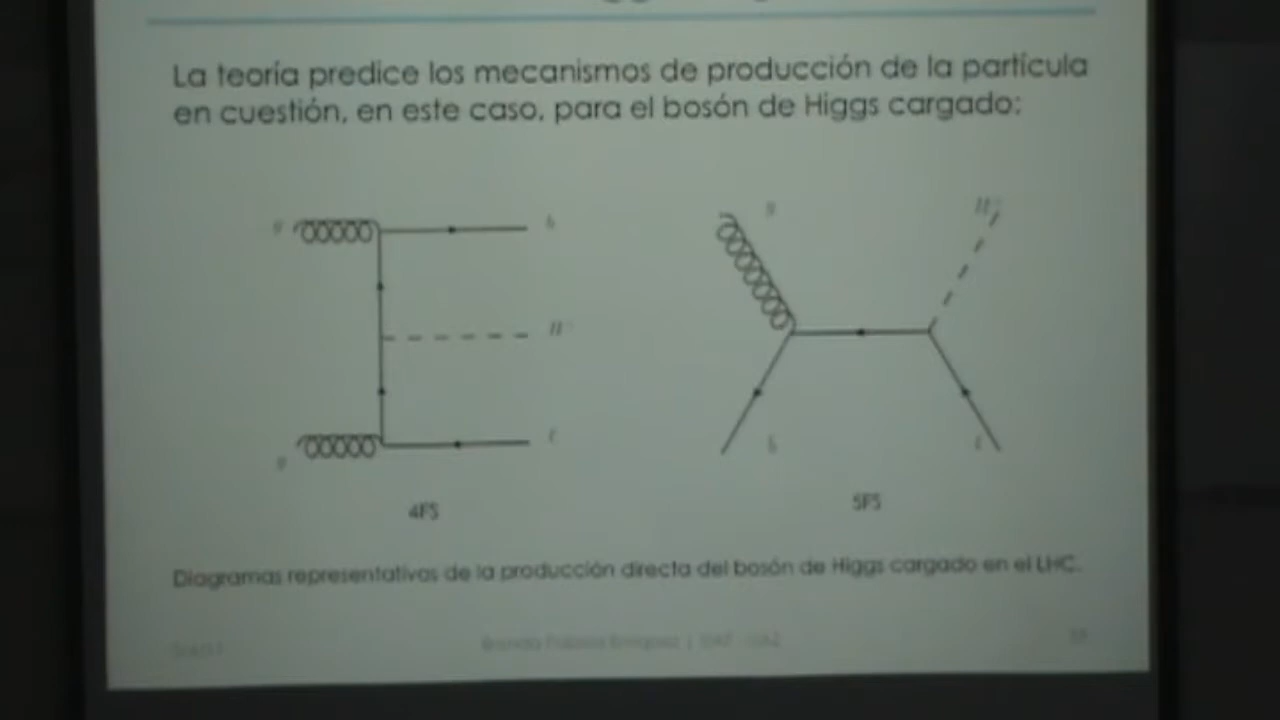 La teoría predice los mecanismos de producción de la partícula
en cuestión, en este caso, para el bosón de Higgs cargado:
g
b
g
H
H
g
t
b
t
4FS
5FS
Diagramas representativos de la producción directa del bosón de Higgs cargado en el LHC.